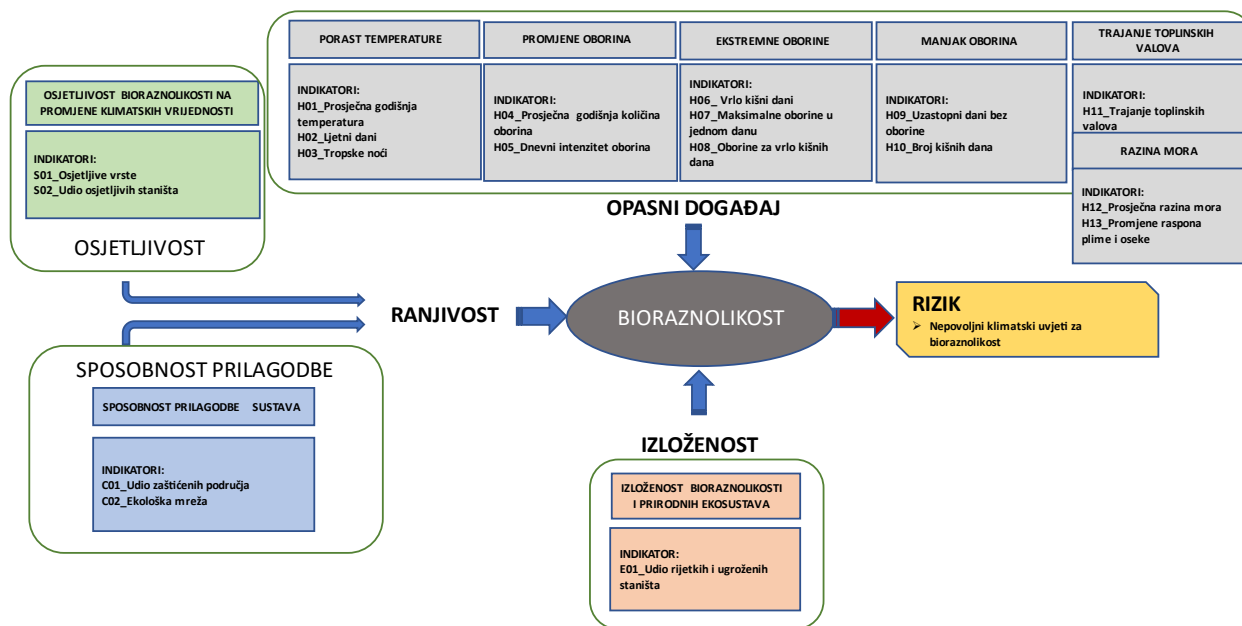 PORAST TEMPERATURE
INDIKATORI:
H01_Prosječna godišnja
temperatura
H02_Ljetni dani
H03_Tropske noći
PROMJENE OBORINA
INDIKATORI:
H04_Prosječna godišnja količina
oborina
H05_Dnevni intenzitet oborina
EKSTREMNE OBORINE
INDIKATORI:
H06_ Vrlo kišni dani
H07_Maksimalne oborine u
jednom danu
H08_Oborine za vrlo kišnih
dana
MANJAK OBORINA
INDIKATORI:
H09_Uzastopni dani bez
oborine
H10_Broj kišnih dana
TRAJANJE TOPLINSKIH
VALOVA
INDIKATORI:
H11_Trajanje toplinskih
valova
RAZINA MORA
INDIKATORI:
H12_Prosječna razina mora
H13_Promjene raspona
plime i oseke
OPASNI DOGAĐAJ
OSJETLJIVOST BIORAZNOLIKOSTI NA
PROMJENE KLIMATSKIH VRIJEDNOSTI
INDIKATORI:
S01_Osjetljive vrste
S02_Udio osjetljivih staništa
OSJETLJIVOST
RANJIVOST
BIORAZNOLIKOST
RIZIK
➤ Nepovoljni klimatski uvjeti za
bioraznolikost
SPOSOBNOST PRILAGODBE
SPOSOBNOST PRILAGODBE SUSTAVA
INDIKATORI:
C01_Udio zaštićenih područja
C02_Ekološka mreža
IZLOŽENOST
IZLOŽENOST BIORAZNOLIKOSTI
I PRIRODNIH EKOSUSTAVA
INDIKATOR:
E01_Udio rijetkih i ugroženih
staništa